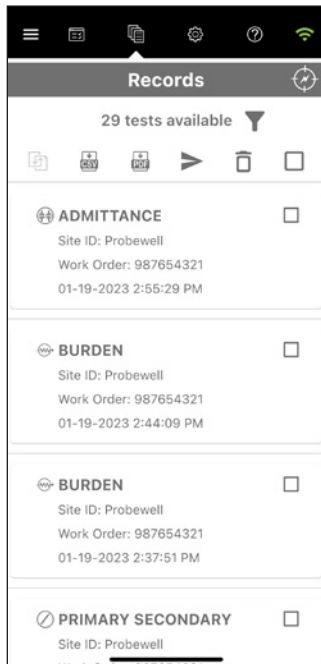 Records
29 tests available
CSV
PDF
ADMITTANCE
Site ID: Probewell
Work Order: 987654321
01-19-2023 2:55:29 PM
BURDEN
Site ID: Probewell
Work Order: 987654321
01-19-2023 2:44:09 PM
BURDEN
Site ID: Probewell
Work Order: 987654321
01-19-2023 2:37:51 PM
PRIMARY SECONDARY
Site ID: Probewell